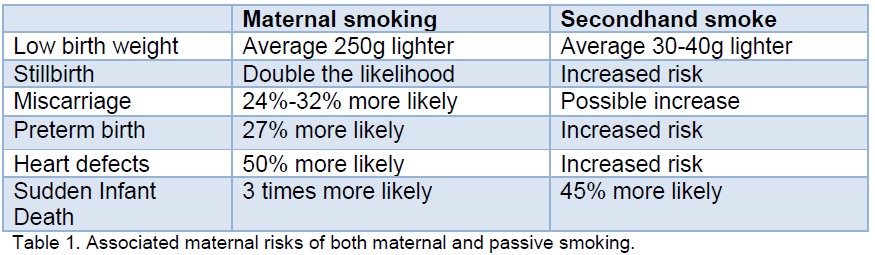 Maternal smoking Secondhand smoke
Low birth weight Average 250g lighter Average 30-40g lighter
Stillbirth Double the likelihood Increased risk
Miscarriage 24%-32% more likely Possible increase
Preterm birth 27% more likely Increased risk
Heart defects 50% more likely Increased risk
Sudden Infant 3 times more likely 45% more likely
Death
Table 1. Associated maternal risks of both maternal and passive smoking.